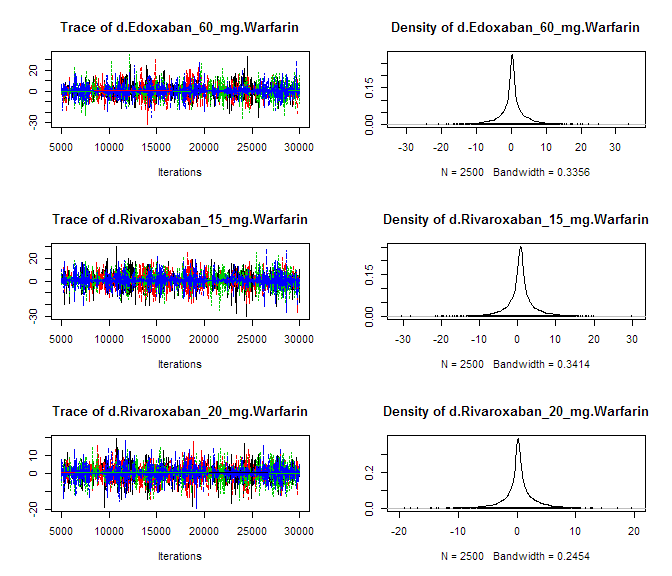 Trace of d.Edoxaban_60_mg.Warfarin
Density of d.Edoxaban_60_mg.Warfarin
20
0
-30
5000 10000 15000 20000 25000 30000
Iterations
0.15
0.00
-30 -20 -10 0 10 20 30
N = 2500 Bandwidth = 0.3356
Trace of d.Rivaroxaban_15_mg.Warfarin
Density of d.Rivaroxaban_15_mg.Warfarin
20
0
-30
5000 10000 15000 20000 25000 30000
Iterations
0.15
0.00
-30 -20 -10 0 10 20 30
N = 2500 Bandwidth = 0.3414
Trace of d.Rivaroxaban_20_mg.Warfarin
Density of d.Rivaroxaban_20_mg.Warfarin
10
0
-20
5000 10000 15000 20000 25000 30000
Iterations
0.2
0.0
-20 -10 0 10 20
N = 2500 Bandwidth = 0.2454